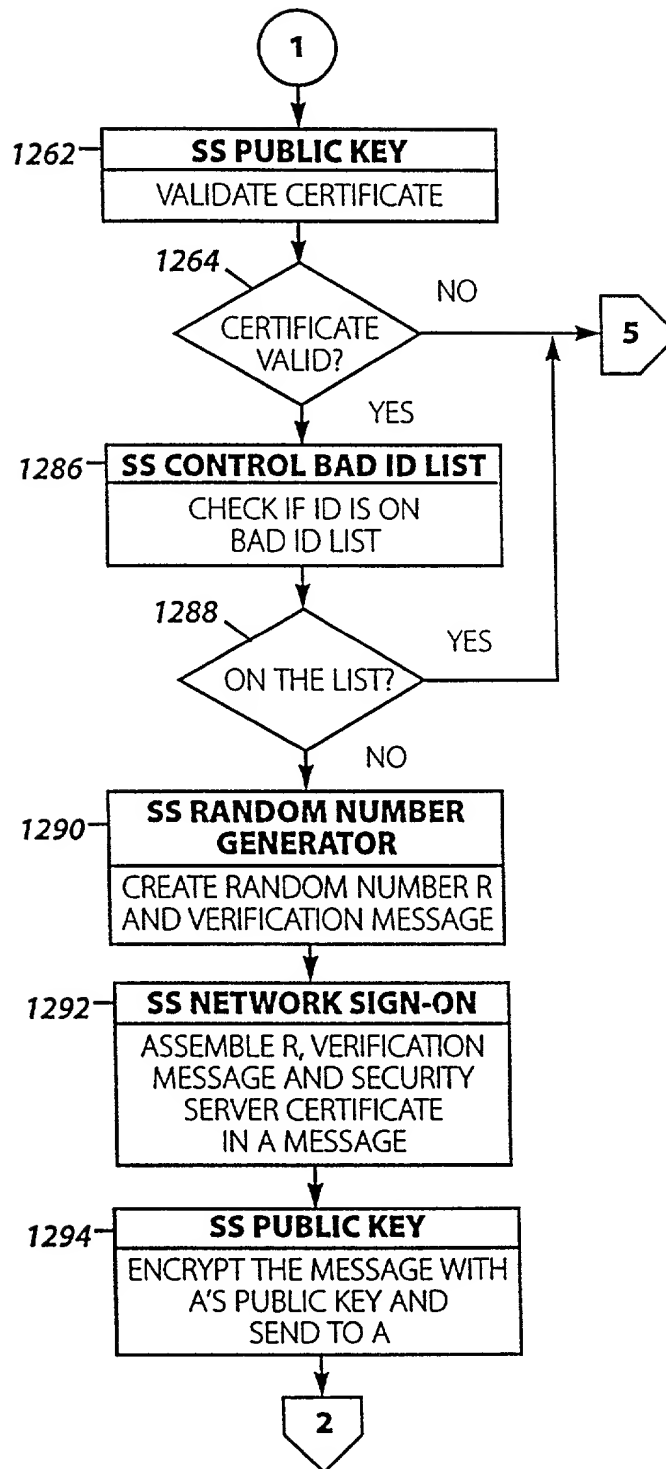 1
1262
SS PUBLIC KEY
VALIDATE CERTIFICATE
1264
NO
CERTIFICATE
VALID?
5
YES
1286
SS CONTROL BAD ID LIST
CHECK IF ID IS ON
BAD ID LIST
1288
YES
ON THE LIST?
NO
1290
SS RANDOM NUMBER
GENERATOR
CREATE RANDOM NUMBER R
AND VERIFICATION MESSAGE
1292
SS NETWORK SIGN-ON
ASSEMBLE R, VERIFICATION
MESSAGE AND SECURITY
SERVER CERTIFICATE
IN A MESSAGE
1294
SS PUBLIC KEY
ENCRYPT THE MESSAGE WITH
A'S PUBLIC KEY AND
SEND TO A
2